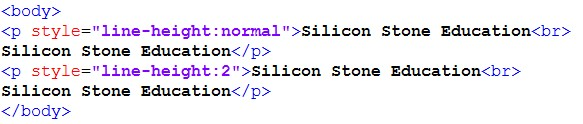 <body>
<p style="line-height:normal">Silicon Stone Education<br>
Silicon Stone Education</p>
<p style="line-height:2">Silicon Stone Education<br>
Silicon Stone Education</p>
</body>